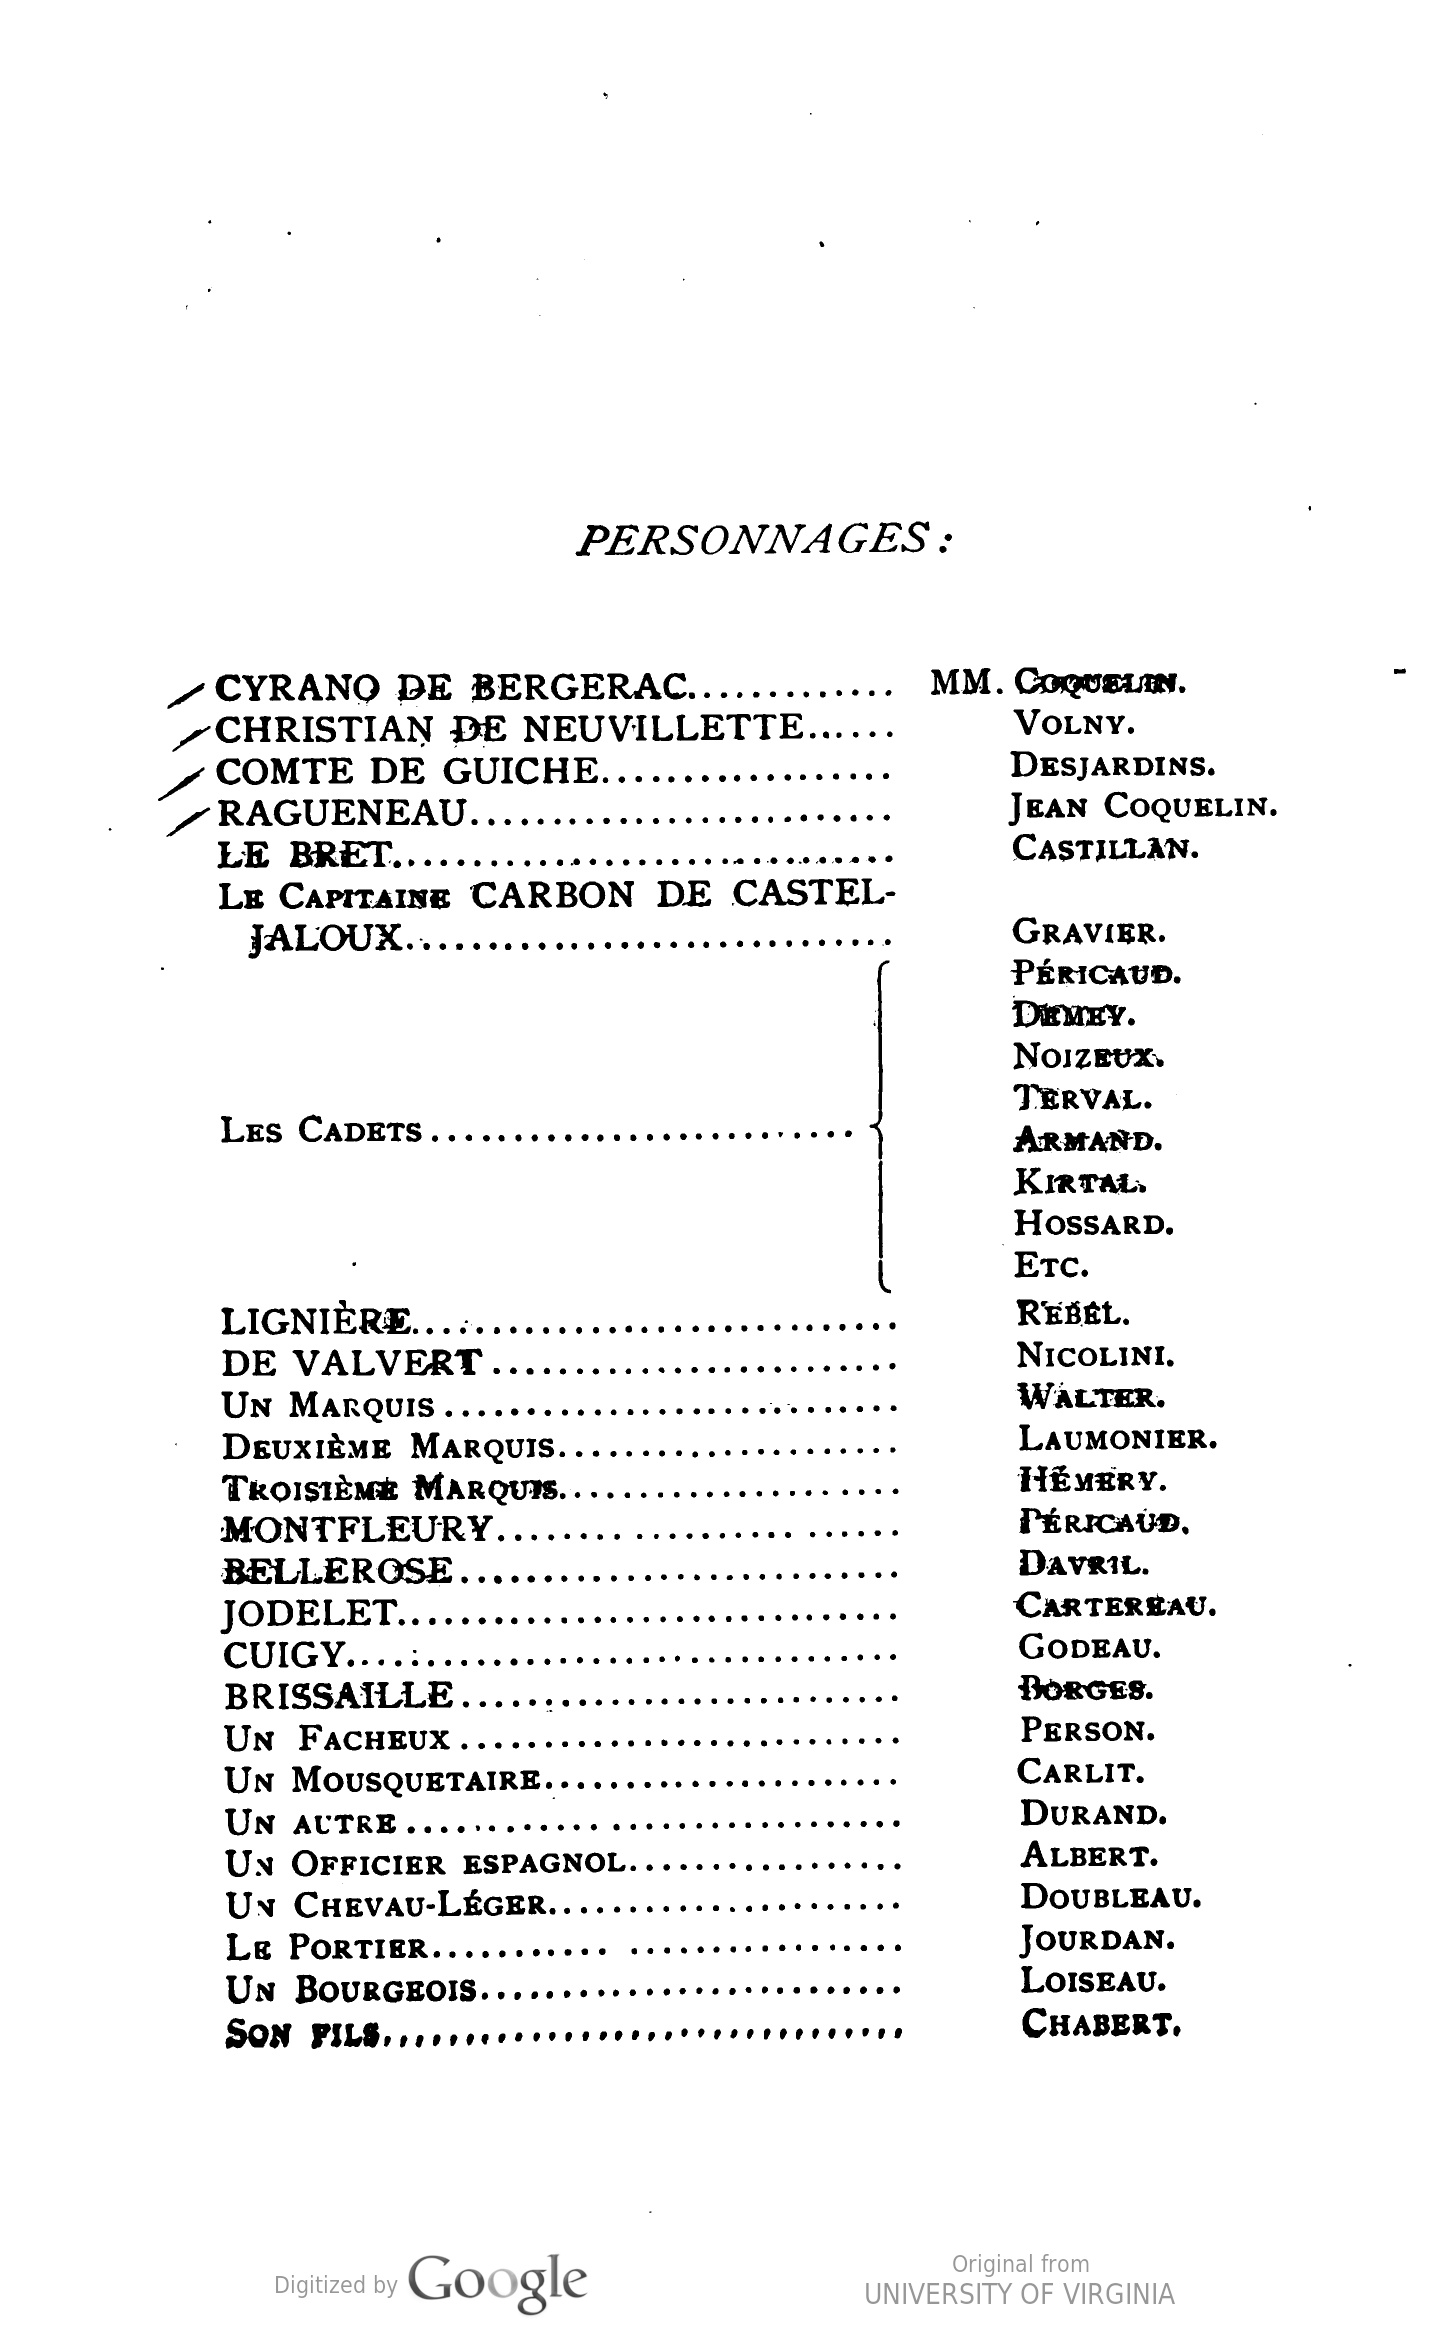 PERSONNAGES :
CYRANO DE BERGERAC............. MM. COQUELIN.
CHRISTIAN DE NEUVILLETTE...... VOLNY.
COMTE DE GUICHE.................. DESJARDINS.
RAGUENEAU.......................... JEAN COQUELIN.
LE BRET............................... CASTILLAN.
LE CAPITAINE CARBON DE CASTEL-
JALOUX.............................. GRAVIER.
PÉRICAUD.
DEMEY.
NOIZEUX.
TERVAL.
LES CADETS..........................
ARMAND.
KIRTAL.
HOSSARD.
ETC.
LIGNIÈRE.............................. REBEL.
DE VALVERT......................... NICOLINI.
UN MARQUIS............................ WALTER.
DEUXIÈME MARQUIS..................... LAUMONIER.
TROISIÈME MARQUIS..................... HÉMERY.
MONTFLEURY........ .......... ...... PÉRICAUD.
BELLEROSE........................... DAVRIL.
JODELET............................... CARTEREAU.
CUIGY.................................. GODEAU.
BRISSAILLE........................... BORGES.
UN FACHEUX........................... PERSON.
UN MOUSQUETAIRE...................... CARLIT.
UN AUTRE............ .................. DURAND.
UN OFFICIER ESPAGNOL................. ALBERT.
UN CHEVAU-LÉGER...................... DOUBLEAU.
LE PORTIER........... ................. JOURDAN.
UN BOURGEOIS.......................... LOISEAU.
SON FILS................................ CHABERT.
Digitized by Google
Original from
UNIVERSITY OF VIRGINIA